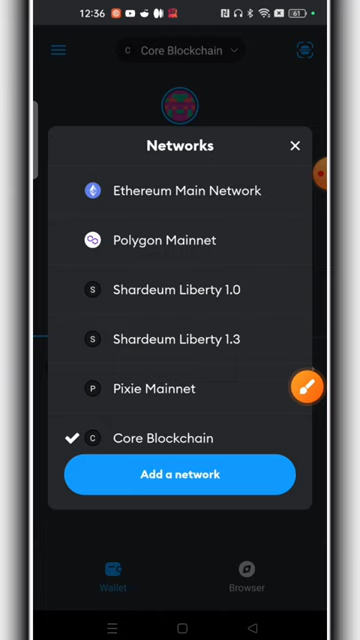 12:36
61
C Core Blockchain
Networks
Ethereum Main Network
Polygon Mainnet
S Shardeum Liberty 1.0
S Shardeum Liberty 1.3
P Pixie Mainnet
C Core Blockchain
Add a network
Wallet Browser